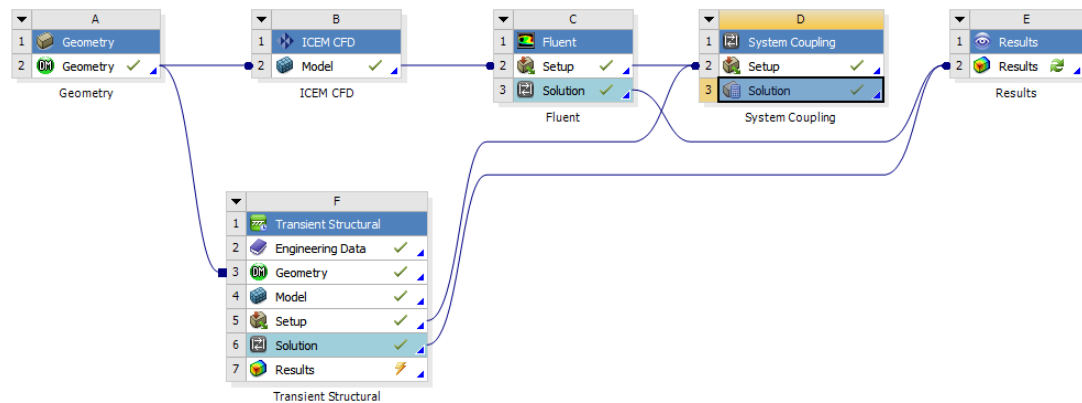 A
1 Geometry
2 DM Geometry
Geometry
B
1 ICEM CFD
2 Model
ICEM CFD
C
1 Fluent
2 Setup
3 Solution
Fluent
D
1 System Coupling
2 Setup
3 Solution
System Coupling
E
1 Results
2 Results
Results
F
1 Transient Structural
2 Engineering Data
3 DM Geometry
4 Model
5 Setup
6 Solution
7 Results
Transient Structural